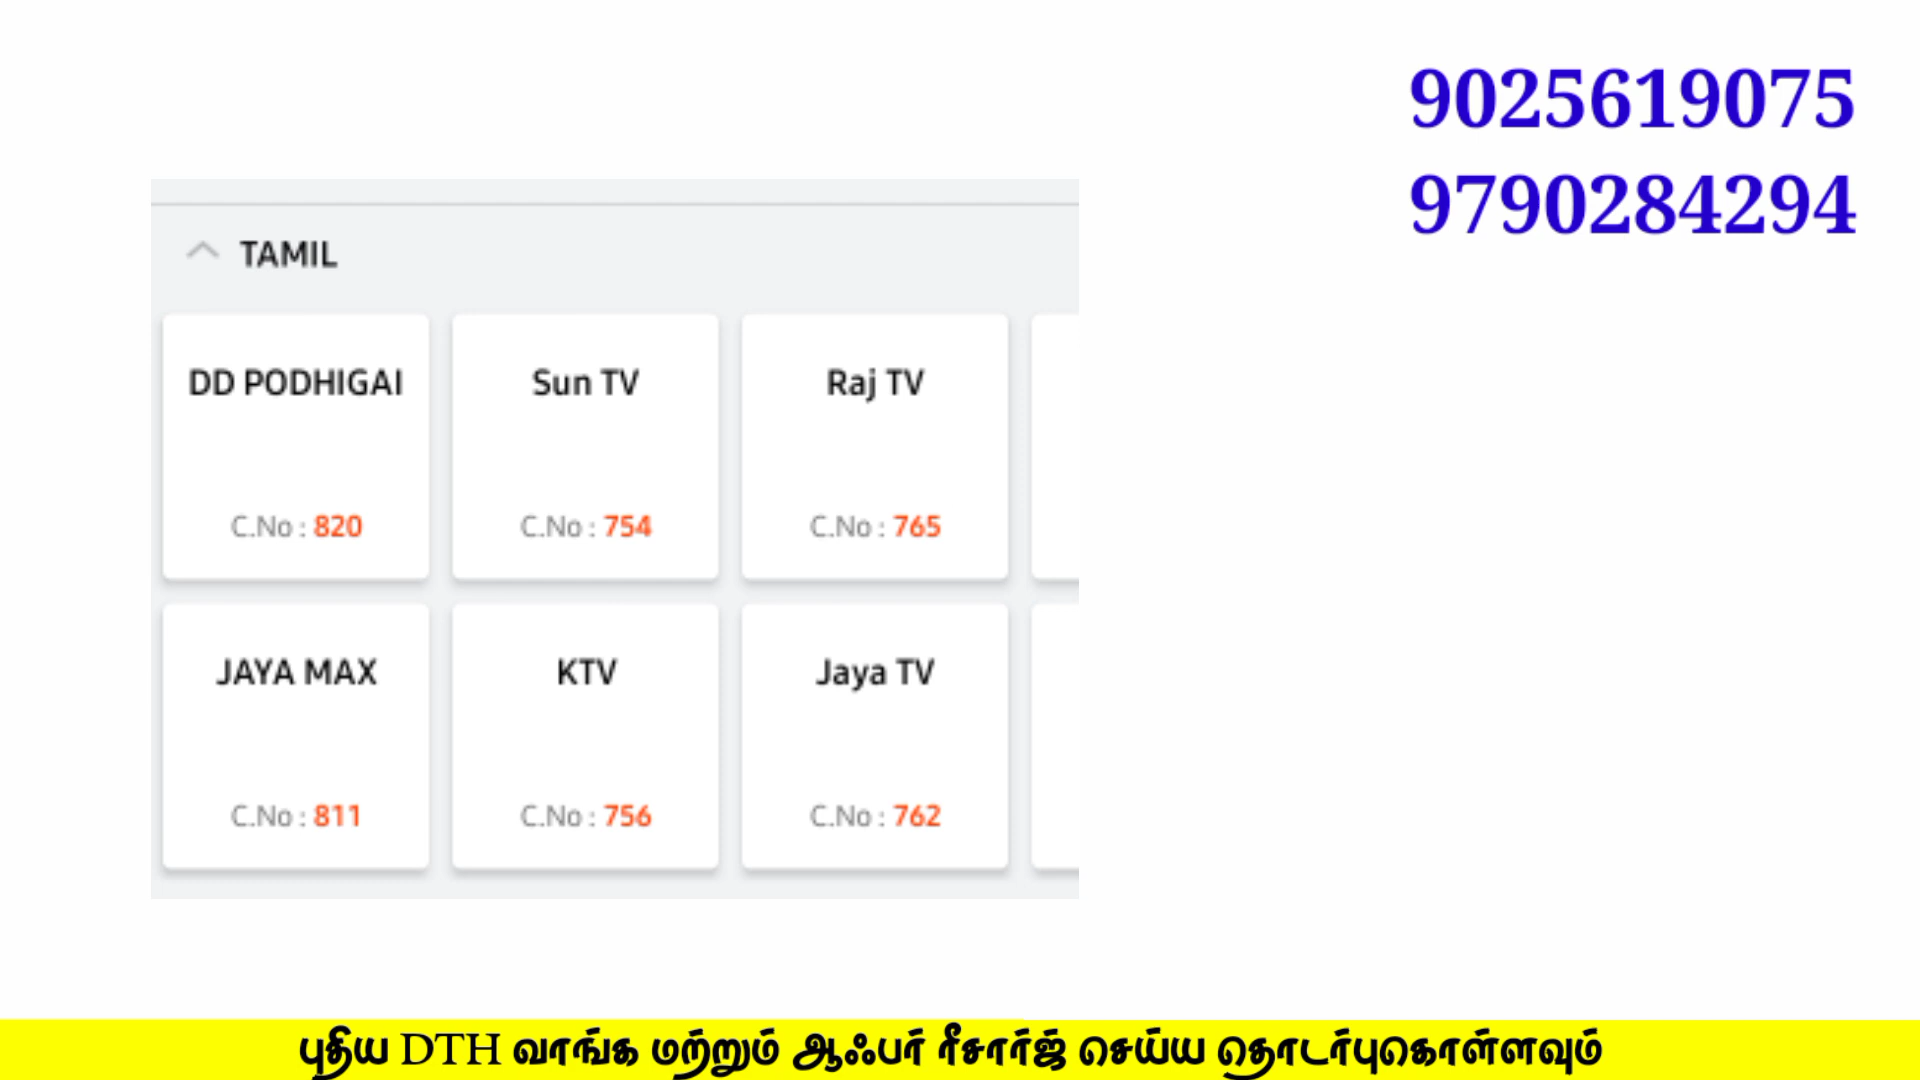 9025619075
9790284294
TAMIL
DD PODHIGAI
Sun TV
Raj TV
C.No : 820
C.No : 754
C.No : 765
JAYA MAX
KTV
Jaya TV
C.No : 811
C.No : 756
C.No : 762
புதிய DTH வாங்க மற்றும் ஆஃபர் ரீசார்ஜ் செய்ய தொடர்புகொள்ளவும்